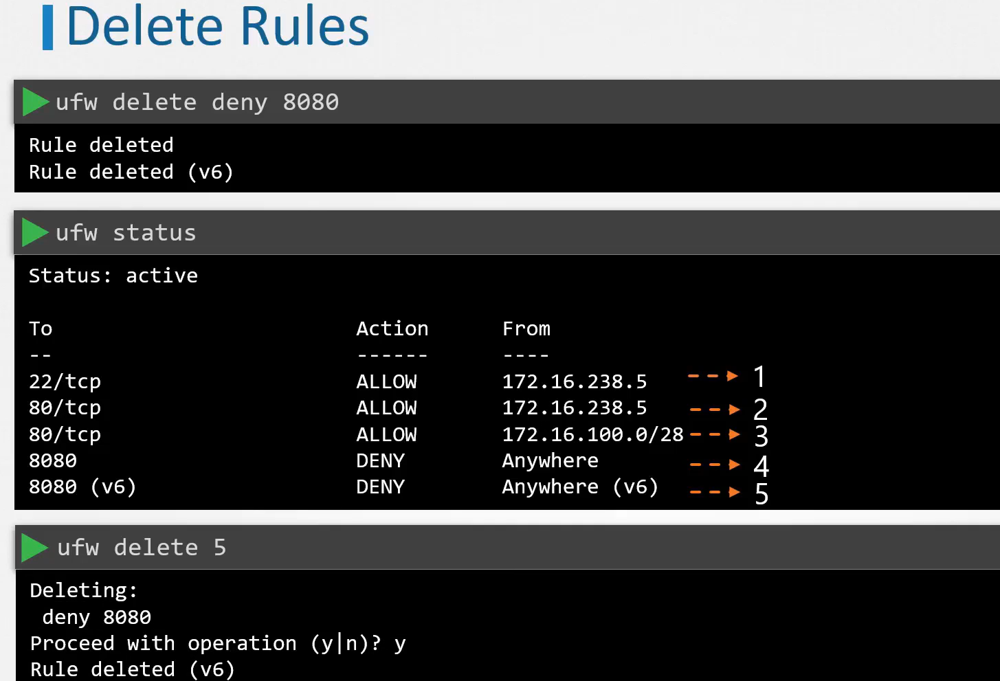 Delete Rules
ufw delete deny 8080
Rule deleted
Rule deleted (v6)
ufw status
Status: active
To Action From
-- ------ ----
22/tcp ALLOW 172.16.238.5 1
80/tcp ALLOW 172.16.238.5 2
80/tcp ALLOW 172.16.100.0/28 3
8080 DENY Anywhere 4
8080 (v6) DENY Anywhere (v6) 5
ufw delete 5
Deleting:
deny 8080
Proceed with operation (y|n)? y
Rule deleted (v6)